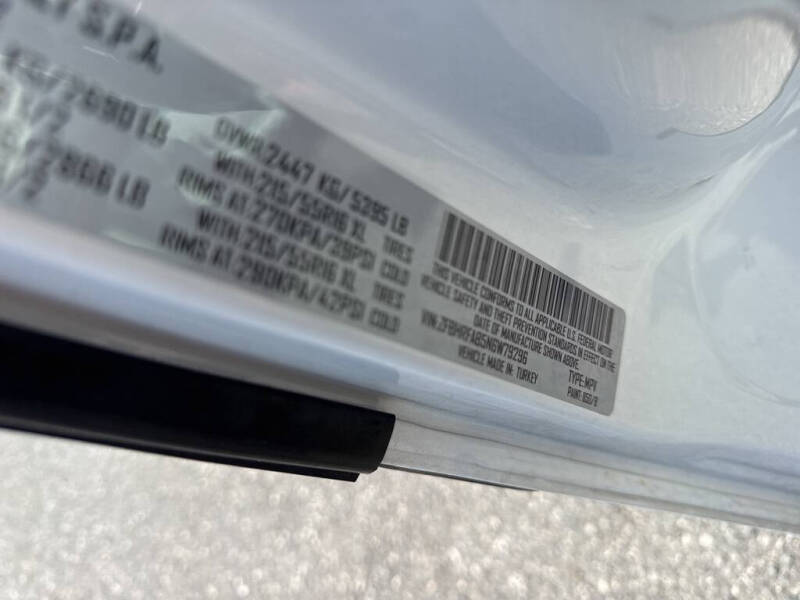 S.P.A.
2690 LB
2866 LB
GVWR: 2447 KG/ 5395 LB
WITH: 215/55R16 XL TIRES
RIMS AT: 270KPA/39PSI COLD
WITH: 215/55R16 XL TIRES
RIMS AT: 290KPA/42PSI COLD
THIS VEHICLE CONFORMS TO ALL APPLICABLE U.S. FEDERAL MOTOR
VEHICLE SAFETY AND THEFT PREVENTION STANDARDS IN EFFECT ON THE
DATE OF MANUFACTURE SHOWN ABOVE.
VIN: ZFBHRFAB5N6W79296
TYPE: MPV
VEHICLE MADE IN: TURKEY
PAINT: